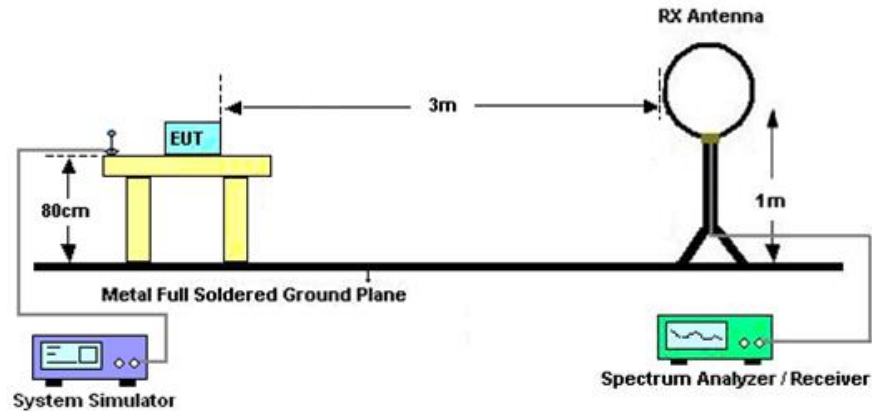 RX Antenna
3m
EUT
80cm
1m
Metal Full Soldered Ground Plane
System Simulator
Spectrum Analyzer / Receiver